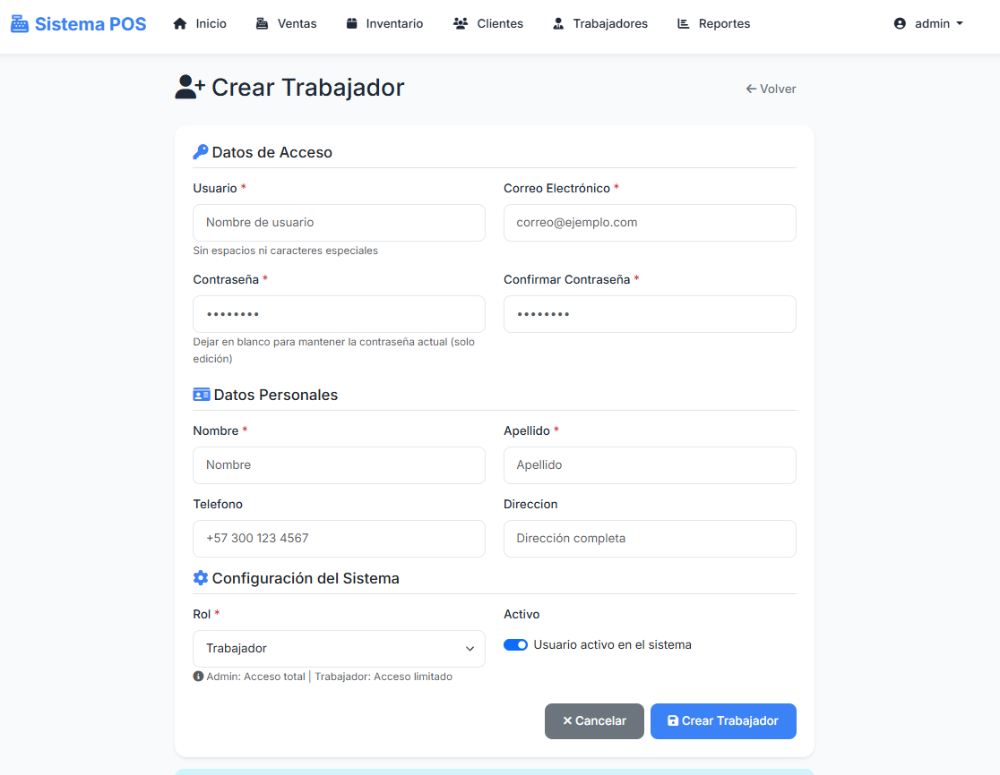 Sistema POS Inicio Ventas Inventario Clientes Trabajadores Reportes admin
Crear Trabajador
← Volver
Datos de Acceso
Usuario *
Correo Electrónico *
Nombre de usuario
correo@ejemplo.com
Sin espacios ni caracteres especiales
Contraseña *
Confirmar Contraseña *
••••••••
••••••••
Dejar en blanco para mantener la contraseña actual (solo
edición)
Datos Personales
Nombre *
Apellido *
Nombre
Apellido
Telefono
Direccion
+57 300 123 4567
Dirección completa
Configuración del Sistema
Rol *
Activo
Trabajador
Usuario activo en el sistema
Admin: Acceso total | Trabajador: Acceso limitado
Cancelar
Crear Trabajador